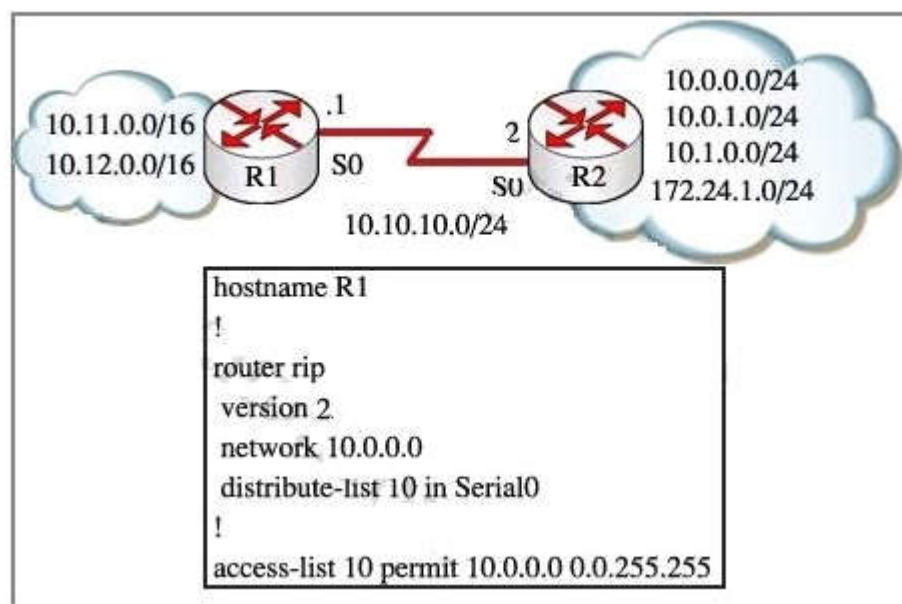 10.11.0.0/16
10.12.0.0/16
R1
.1
S0
10.10.10.0/24
2
S0
R2
10.0.0.0/24
10.0.1.0/24
10.1.0.0/24
172.24.1.0/24
hostname R1
!
router rip
version 2
network 10.0.0.0
distribute-list 10 in Serial0
!
access-list 10 permit 10.0.0.0 0.0.255.255